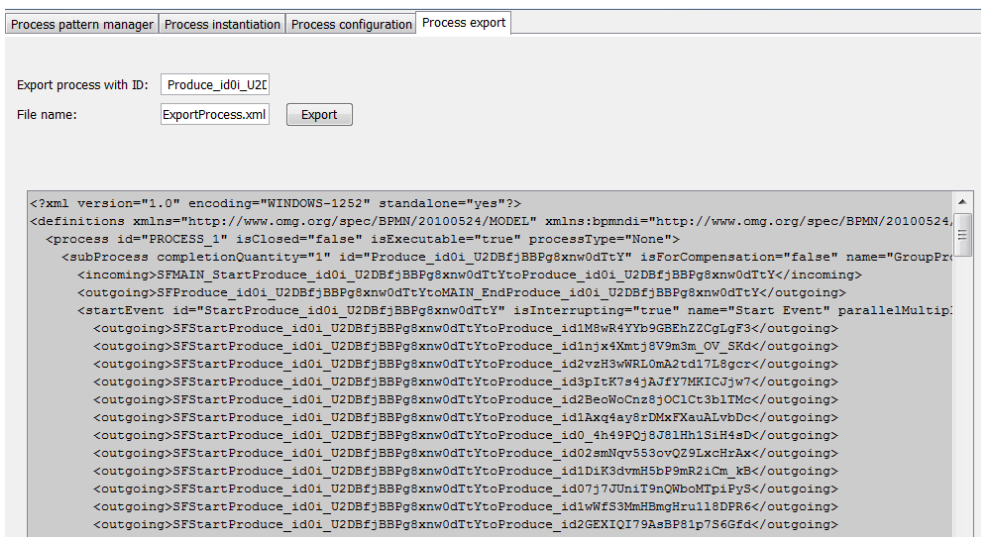 Process pattern manager Process instantiation Process configuration Process export
Export process with ID: Produce_id0i_U2D
File name: ExportProcess.xml Export
<?xml version="1.0" encoding="WINDOWS-1252" standalone="yes"?>
<definitions xmlns="http://www.omg.org/spec/BPMN/20100524/MODEL" xmlns:bpmndi="http://www.omg.org/spec/BPMN/20100524/
<process id="PROCESS_1" isClosed="false" isExecutable="true" processType="None">
<subProcess completionQuantity="1" id="Produce_id0i_U2DBfjBBPg8xnw0dTtY" isForCompensation="false" name="GroupPro
<incoming>SFMAIN_StartProduce_id0i_U2DBfjBBPg8xnw0dTtYtoProduce_id0i_U2DBfjBBPg8xnw0dTtY</incoming>
<outgoing>SFProduce_id0i_U2DBfjBBPg8xnw0dTtYtoMAIN_EndProduce_id0i_U2DBfjBBPg8xnw0dTtY</outgoing>
<startEvent id="StartProduce_id0i_U2DBfjBBPg8xnw0dTtY" isInterrupting="true" name="Start Event" parallelMultipl
<outgoing>SFStartProduce_id0i_U2DBfjBBPg8xnw0dTtYtoProduce_id1M8wR4YYb9GBEhZZCgLgF3</outgoing>
<outgoing>SFStartProduce_id0i_U2DBfjBBPg8xnw0dTtYtoProduce_id1njx4Xmtj8V9m3m_OV_SKd</outgoing>
<outgoing>SFStartProduce_id0i_U2DBfjBBPg8xnw0dTtYtoProduce_id2vzH3wWRL0mA2td17L8gcr</outgoing>
<outgoing>SFStartProduce_id0i_U2DBfjBBPg8xnw0dTtYtoProduce_id3pItK7s4jAJfY7MKICJjw7</outgoing>
<outgoing>SFStartProduce_id0i_U2DBfjBBPg8xnw0dTtYtoProduce_id2BeoWoCnz8jOClCt3blTMc</outgoing>
<outgoing>SFStartProduce_id0i_U2DBfjBBPg8xnw0dTtYtoProduce_id1Axq4ay8rDMxFXauALvbDc</outgoing>
<outgoing>SFStartProduce_id0i_U2DBfjBBPg8xnw0dTtYtoProduce_id0_4h49PQj8J81Hh1SiH4sD</outgoing>
<outgoing>SFStartProduce_id0i_U2DBfjBBPg8xnw0dTtYtoProduce_id02smNqv553ovQZ9LxcHrAx</outgoing>
<outgoing>SFStartProduce_id0i_U2DBfjBBPg8xnw0dTtYtoProduce_id1DiK3dvmH5bP9mR2iCm_kB</outgoing>
<outgoing>SFStartProduce_id0i_U2DBfjBBPg8xnw0dTtYtoProduce_id07j7JUniT9nQWboMTpiPyS</outgoing>
<outgoing>SFStartProduce_id0i_U2DBfjBBPg8xnw0dTtYtoProduce_id1wWfS3MmHBmgHru1l8DPR6</outgoing>
<outgoing>SFStartProduce_id0i_U2DBfjBBPg8xnw0dTtYtoProduce_id2GEXIQI79AsBP81p7S6Gfd</outgoing>